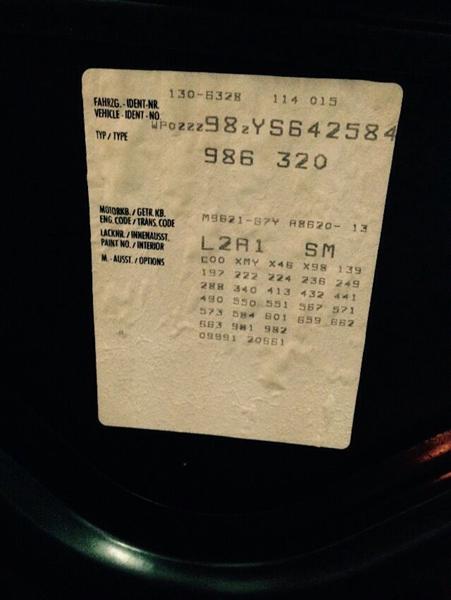 130-6328 114 015
FAHRZG.-IDENT-NR.
VEHICLE-IDENT-NO. WP0ZZZ98ZYS642584
TYP / TYPE 986 320
MOTORKB. / GETR. KB.
ENG. CODE / TRANS. CODE M9621-67Y A8620- 13
LACKNR. / INNENAUSST.
PAINT NO. / INTERIOR L2A1 SM
M.-AUSST. / OPTIONS C00 XMY X46 X98 139
197 222 224 236 249
288 340 413 432 441
490 550 551 567 571
573 584 601 659 662
663 981 982
09991 20661